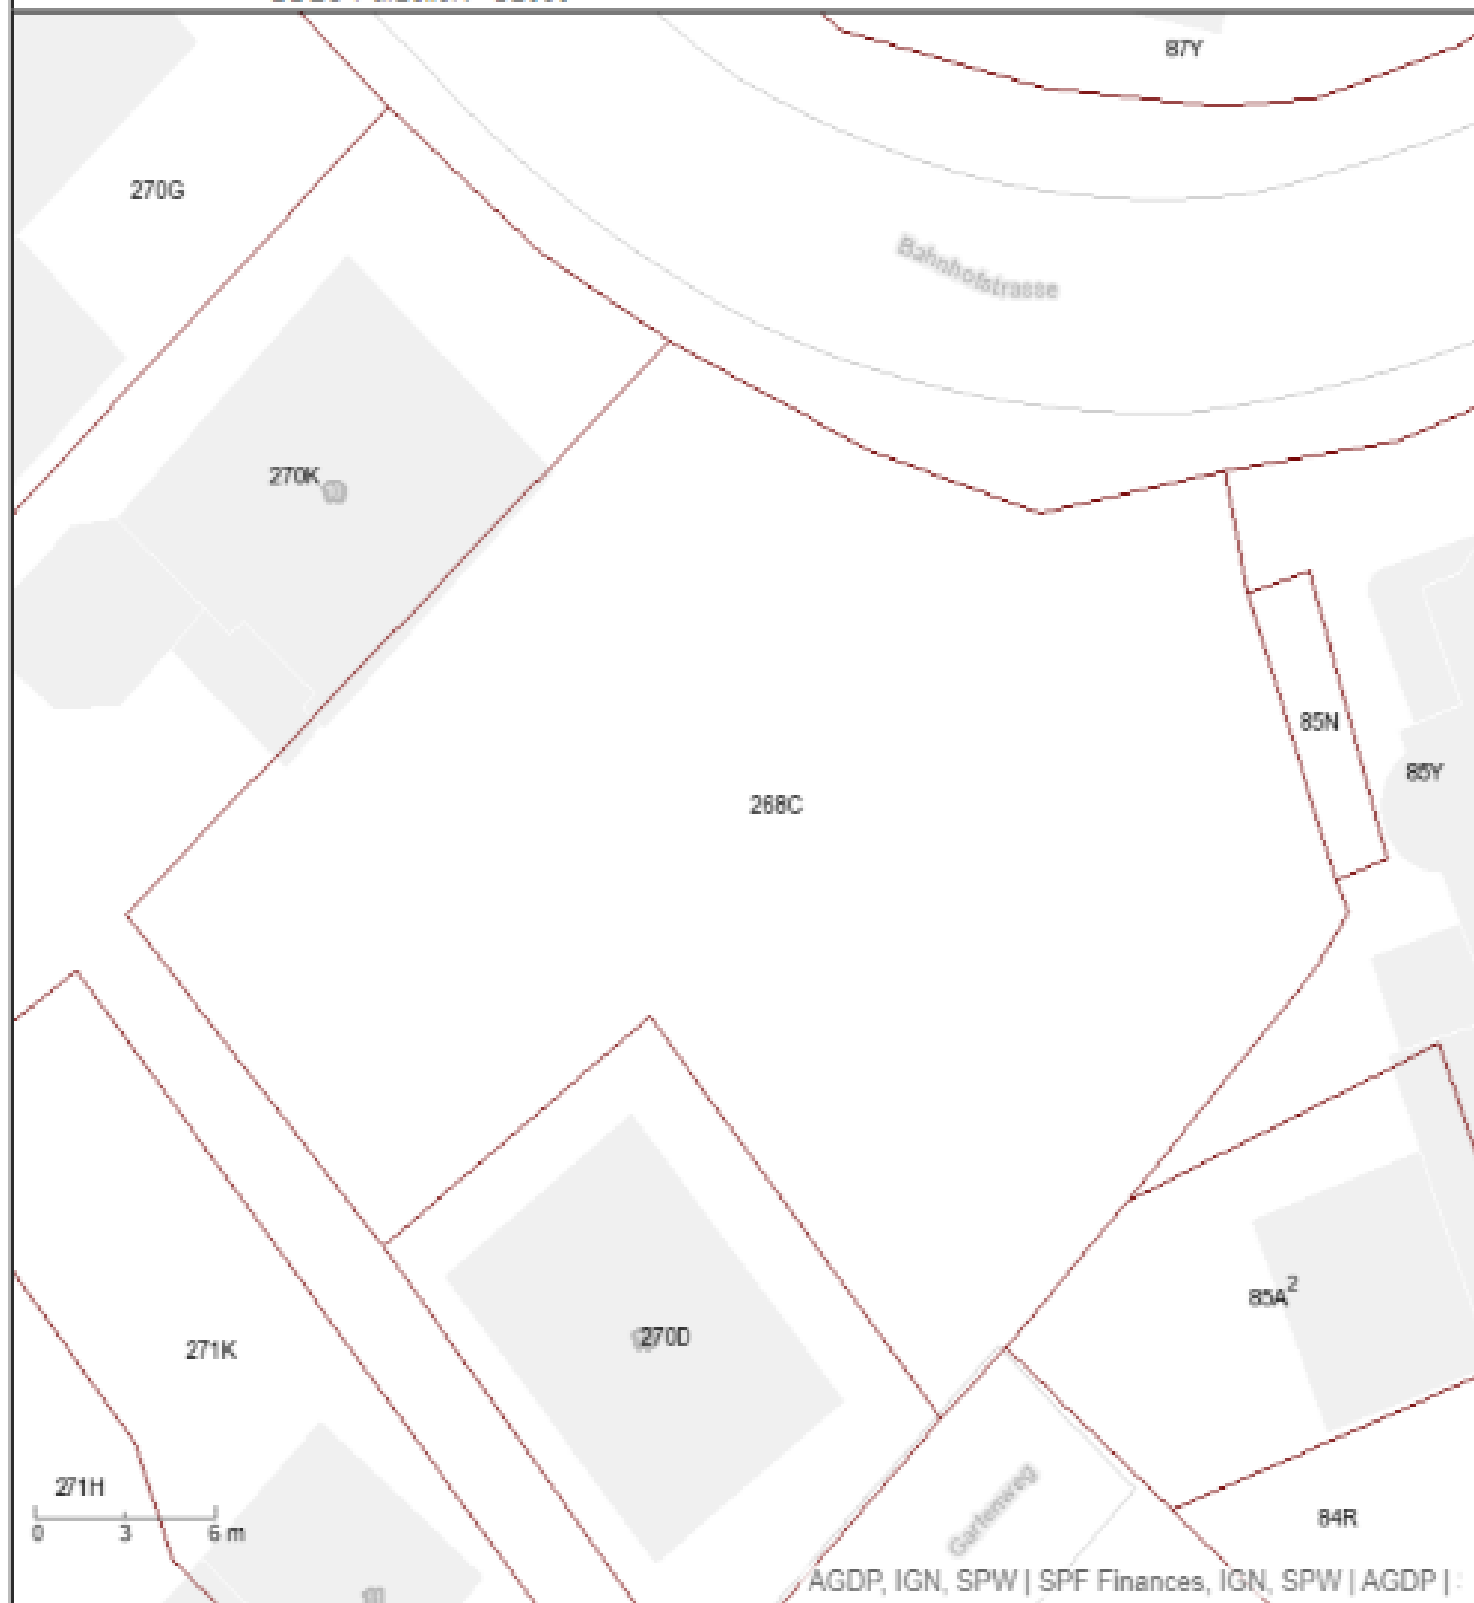 87Y
270G
Bahnhofstrasse
270K
85N
85Y
268C
85A²
270D
271K
271H
0 3 6 m
Gartenweg
84R
AGDP, IGN, SPW | SPF Finances, IGN, SPW | AGDP |